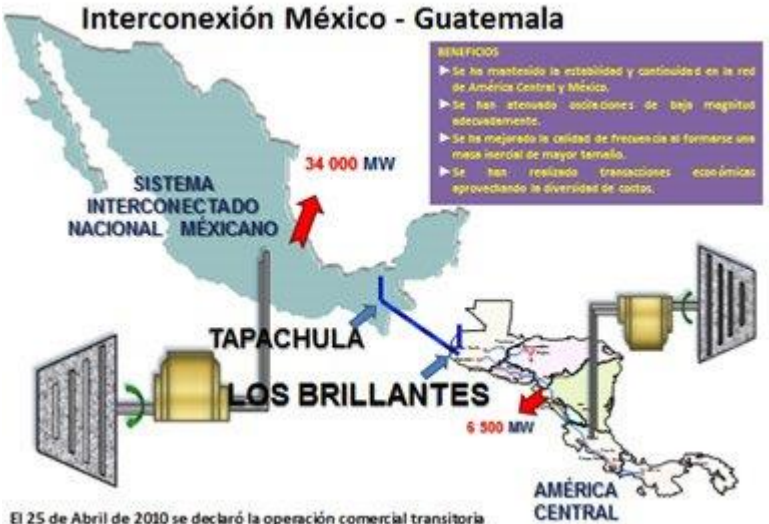 Interconexión México - Guatemala
BENEFICIOS
►Se ha mantenido la estabilidad y continuidad en la red
de América Central y México.
►Se han atenuado oscilaciones de baja magnitud
adecuadamente.
►Se ha mejorado la calidad de frecuencia al formarse una
masa inercial de mayor tamaño.
►Se han realizado transacciones económicas
aprovechando la diversidad de costos.
34 000 MW
SISTEMA
INTERCONECTADO
NACIONAL MÉXICANO
TAPACHULA
LOS BRILLANTES
6 500 MW
AMÉRICA
CENTRAL
El 25 de Abril de 2010 se declaró la operación comercial transitoria